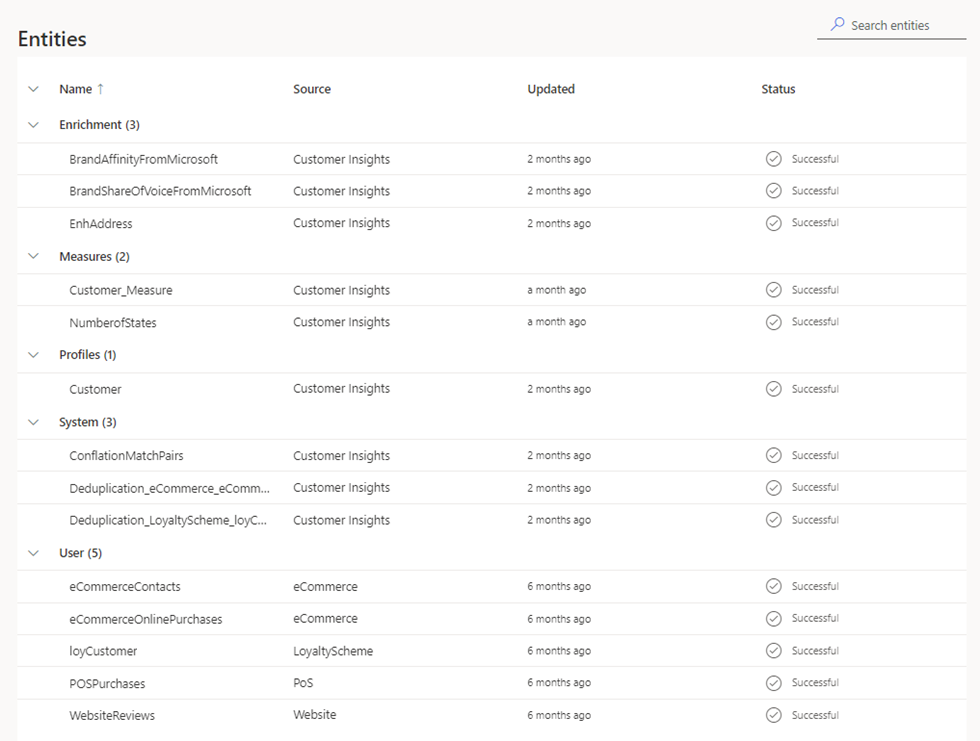 Search entities
Entities
Name ↑ Source Updated Status
Enrichment (3)
BrandAffinityFromMicrosoft Customer Insights 2 months ago Successful
BrandShareOfVoiceFromMicrosoft Customer Insights 2 months ago Successful
EnhAddress Customer Insights 2 months ago Successful
Measures (2)
Customer_Measure Customer Insights a month ago Successful
NumberofStates Customer Insights a month ago Successful
Profiles (1)
Customer Customer Insights 2 months ago Successful
System (3)
ConflationMatchPairs Customer Insights 2 months ago Successful
Deduplication_eCommerce_eComm... Customer Insights 2 months ago Successful
Deduplication_LoyaltyScheme_loyC... Customer Insights 2 months ago Successful
User (5)
eCommerceContacts eCommerce 6 months ago Successful
eCommerceOnlinePurchases eCommerce 6 months ago Successful
loyCustomer LoyaltyScheme 6 months ago Successful
POSPurchases PoS 6 months ago Successful
WebsiteReviews Website 6 months ago Successful